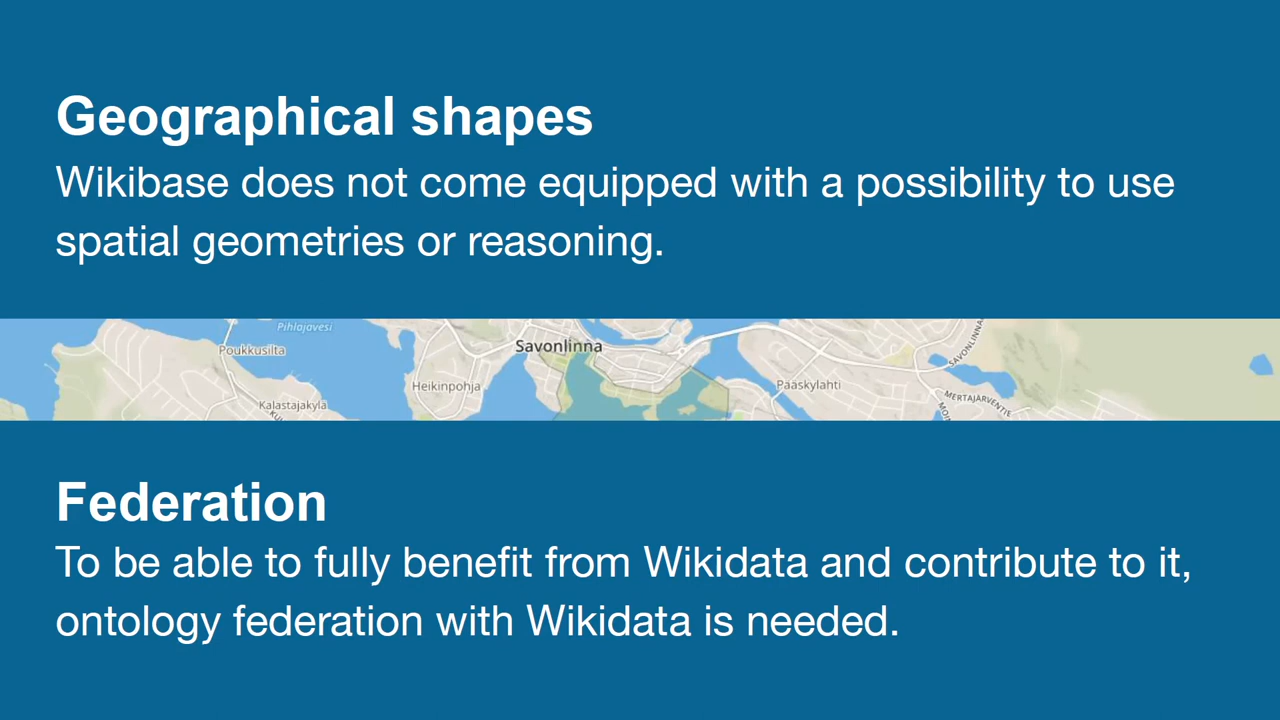 Geographical shapes
Wikibase does not come equipped with a possibility to use
spatial geometries or reasoning.
Pihlajavesi
Poukkusilta
Savonlinna
Heikinpohja
Kalastajakylä
Pääskylahti
SAVONLINNA
MERTAJÄRVENTIE
Federation
To be able to fully benefit from Wikidata and contribute to it,
ontology federation with Wikidata is needed.